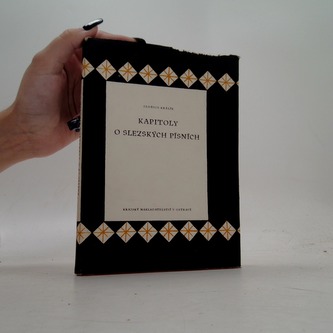 KAPITOLY
O SLEZSKÝCH PÍSNÍCH
KRAJSKÉ NAKLADATELSTVÍ V OSTRAVĚ